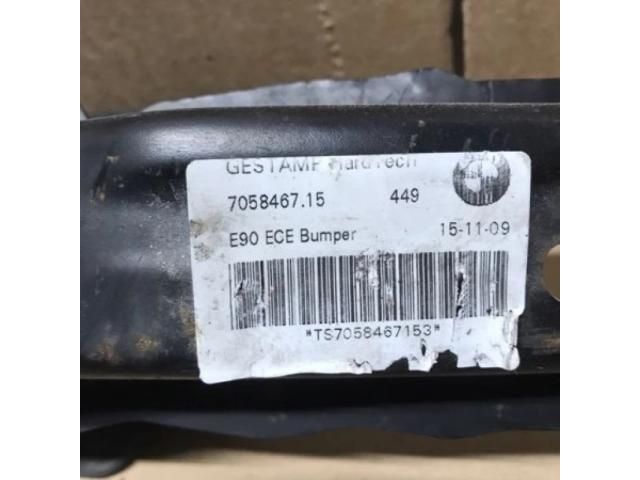 GESTAMP HardTech
7058467.15 449
E90 ECE Bumper 15-11-09
*TS7058467153*